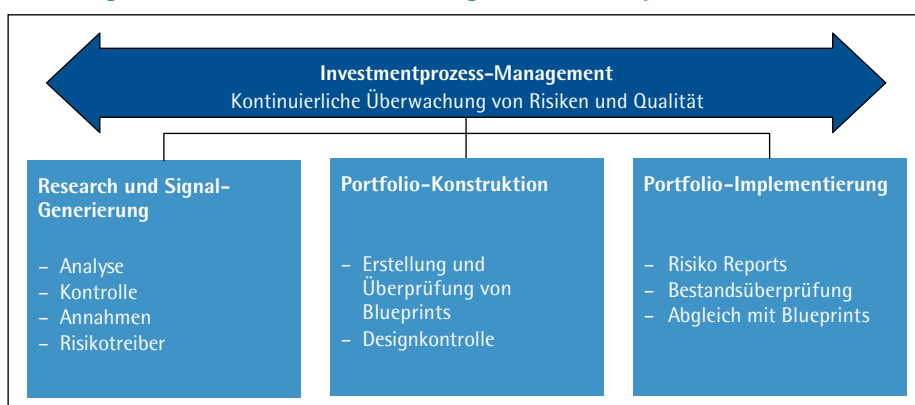 Investmentprozess-Management
Kontinuierliche Überwachung von Risiken und Qualität
Research und Signal-
Generierung
– Analyse
– Kontrolle
– Annahmen
– Risikotreiber
Portfolio-Konstruktion
– Erstellung und
Überprüfung von
Blueprints
– Designkontrolle
Portfolio-Implementierung
– Risiko Reports
– Bestandsüberprüfung
– Abgleich mit Blueprints